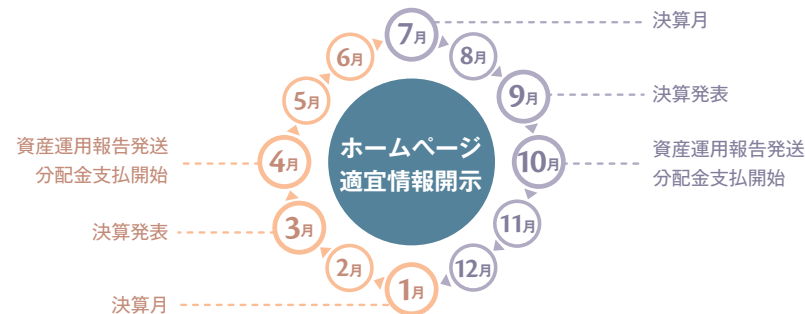 7月
決算月
8月
9月
決算発表
10月
資産運用報告発送
分配金支払開始
11月
12月
1月
決算月
2月
3月
決算発表
4月
資産運用報告発送
分配金支払開始
5月
6月
ホームページ
適宜情報開示